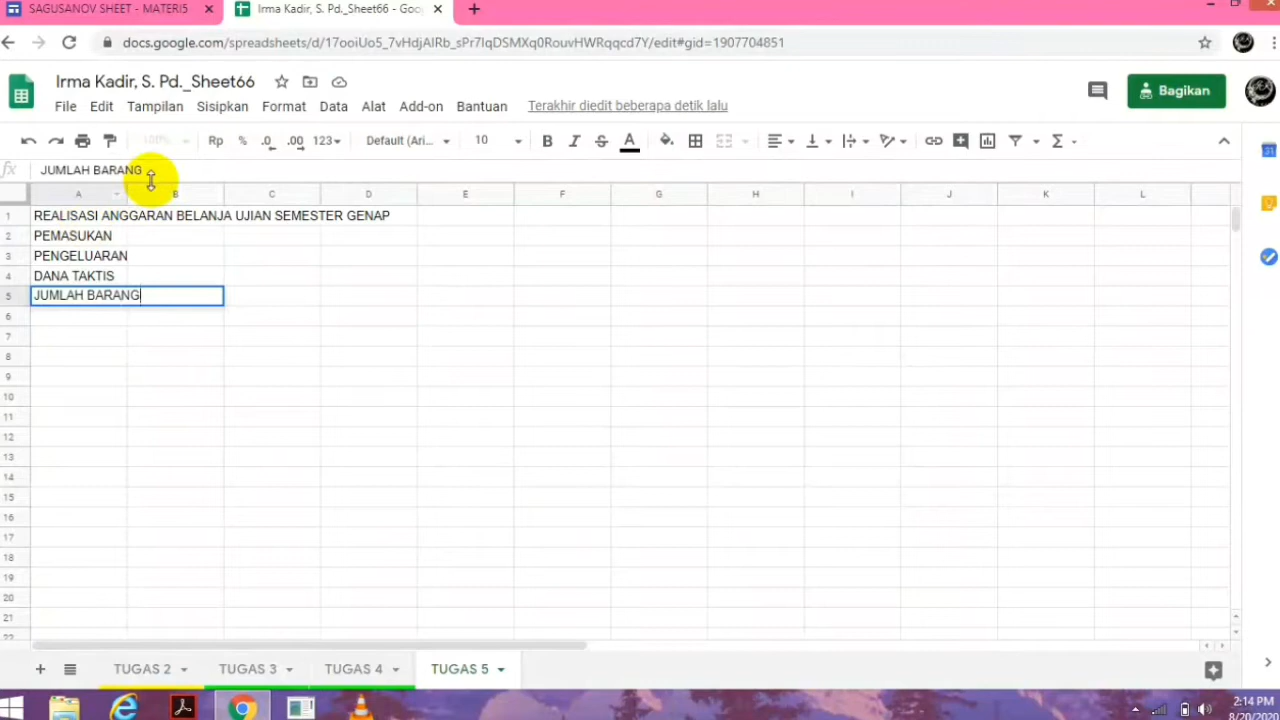 SAGUSANOV SHEET - MATERI5
Irma Kadir, S. Pd._Sheet66 - Goo
docs.google.com/spreadsheets/d/17ooiUo5_7vHdjAIRb_sPr7IqDSMXg0RouvHWRqqcd7Y/edit#gid=1907704851
Irma Kadir, S. Pd._Sheet66
File Edit Tampilan Sisipkan Format Data Alat Add-on Bantuan Terakhir diedit beberapa detik lalu
Bagikan
100% Rp % .0 .00 123 Default (Ari... 10 B I S A Σ
fx JUMLAH BARANG
A B C D E F G H I J K L
1 REALISASI ANGGARAN BELANJA UJIAN SEMESTER GENAP
2 PEMASUKAN
3 PENGELUARAN
4 DANA TAKTIS
5 JUMLAH BARANG
6
7
8
9
10
11
12
13
14
15
16
17
18
19
20
21
22
TUGAS 2 TUGAS 3 TUGAS 4 TUGAS 5
2:14 PM
8/20/2020